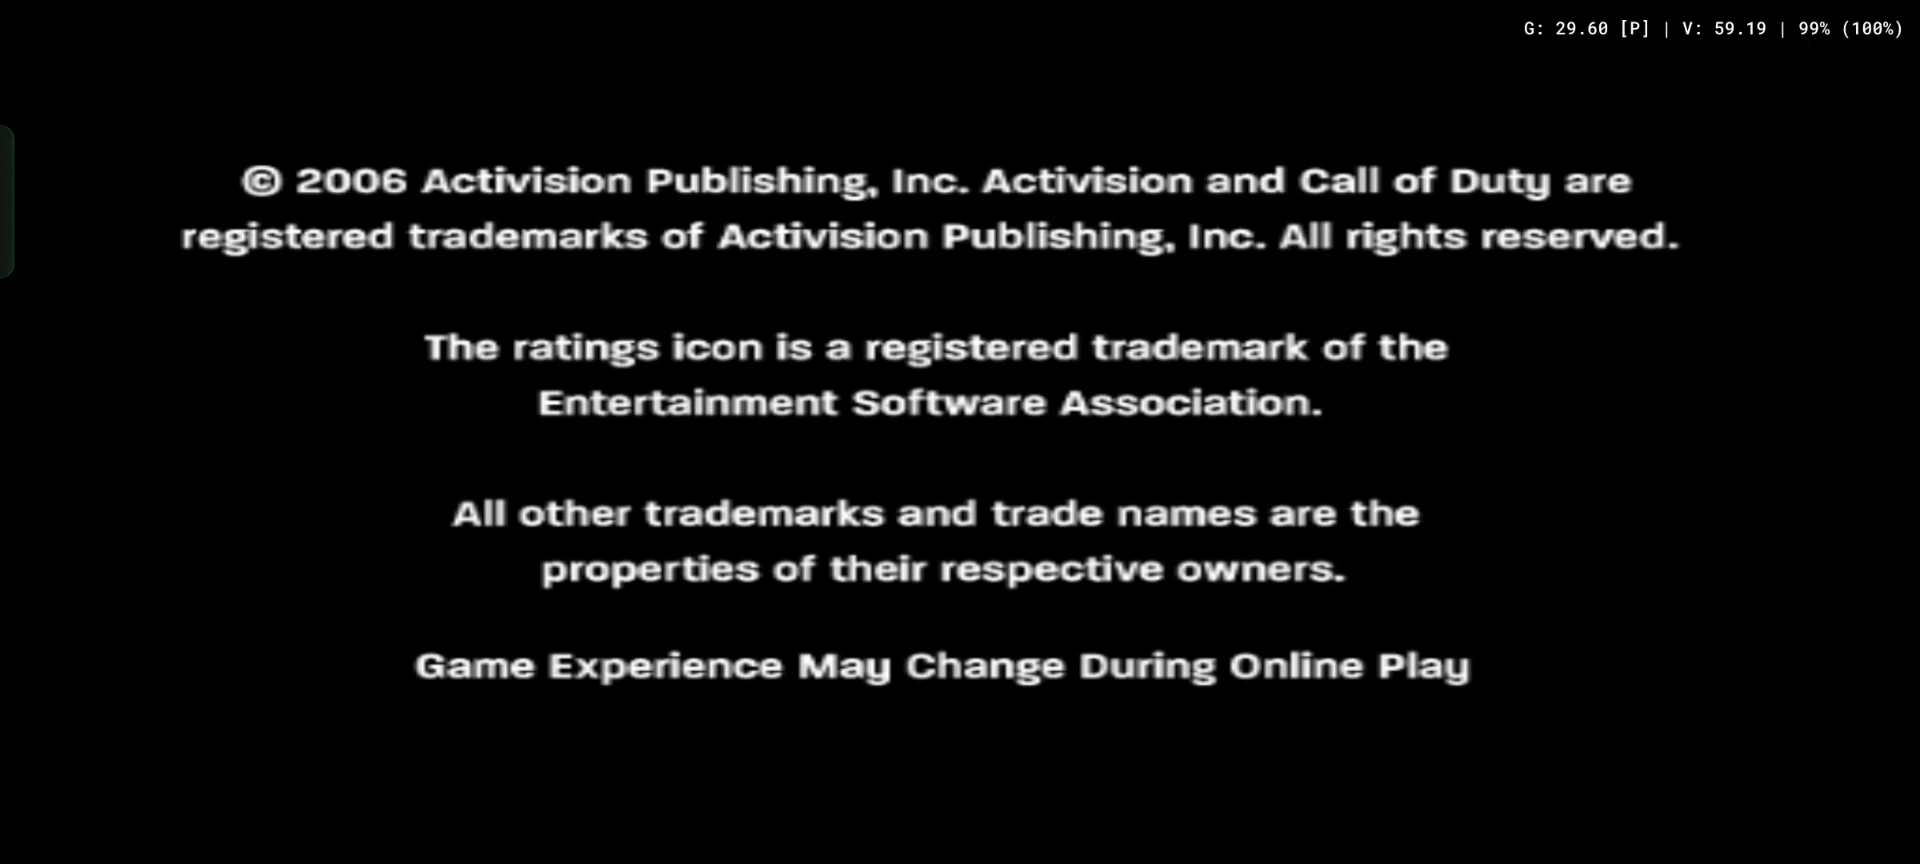 G: 29.60 [P] | V: 59.19 | 99% (100%)
© 2006 Activision Publishing, Inc. Activision and Call of Duty are
registered trademarks of Activision Publishing, Inc. All rights reserved.
The ratings icon is a registered trademark of the
Entertainment Software Association.
All other trademarks and trade names are the
properties of their respective owners.
Game Experience May Change During Online Play